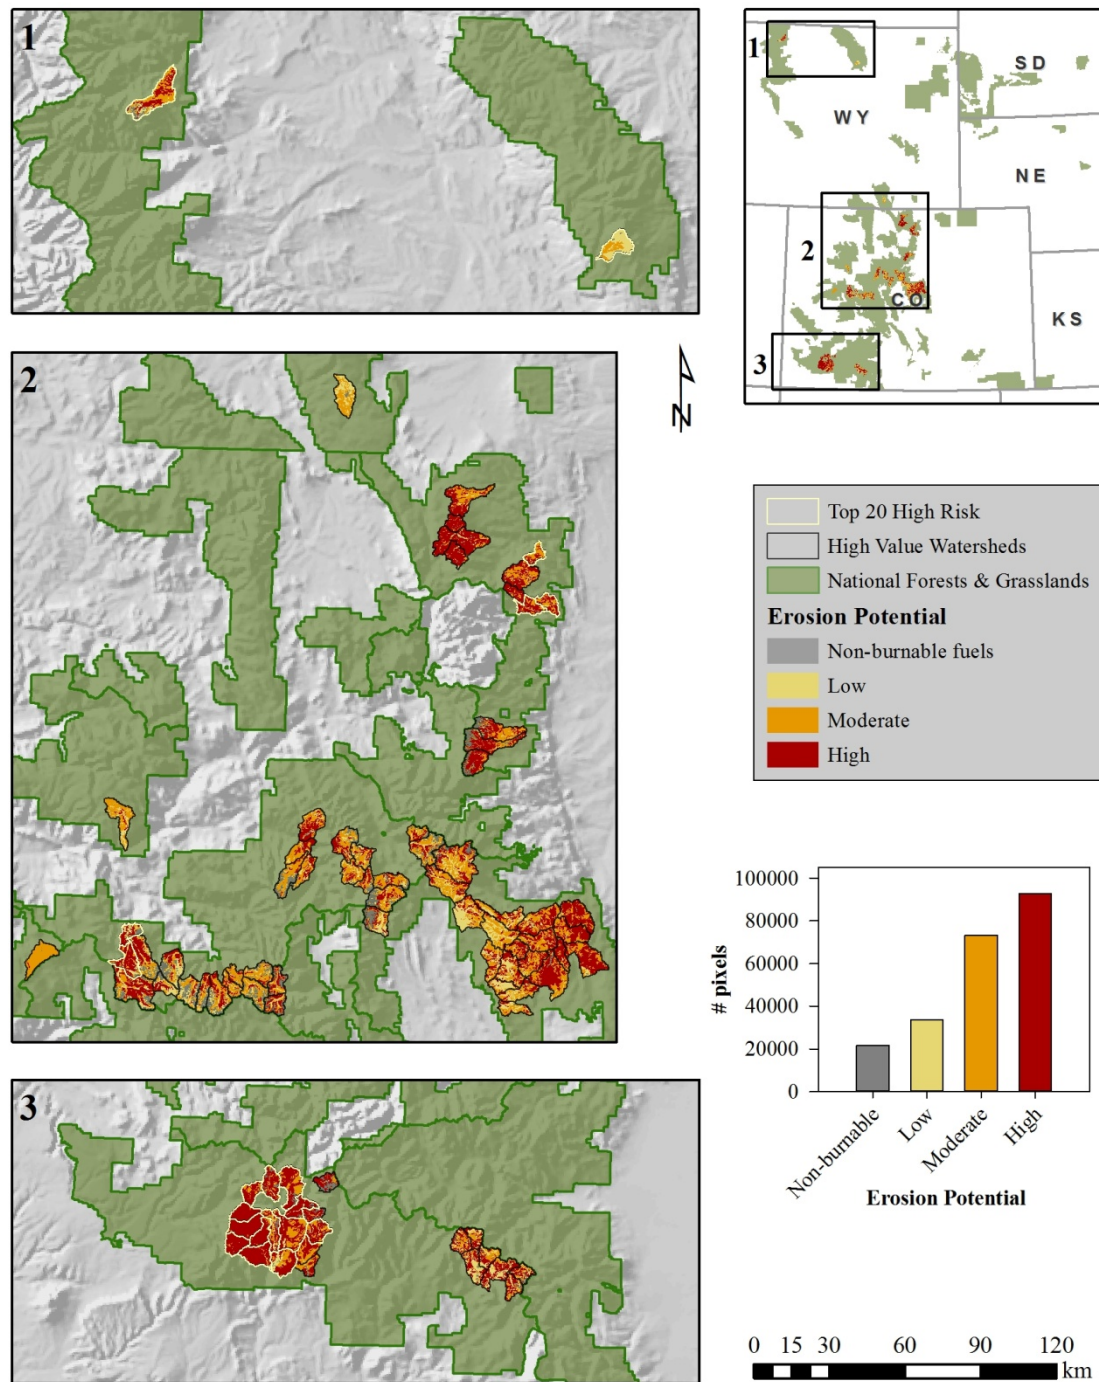 1
2
3
1
2
3
WY
SD
NE
CO
KS
N
Top 20 High Risk
High Value Watersheds
National Forests & Grasslands
Erosion Potential
Non-burnable fuels
Low
Moderate
High
100000
80000
60000
40000
20000
0
# pixels
Non-burnable
Low
Moderate
High
Erosion Potential
0 15 30 60 90 120
km